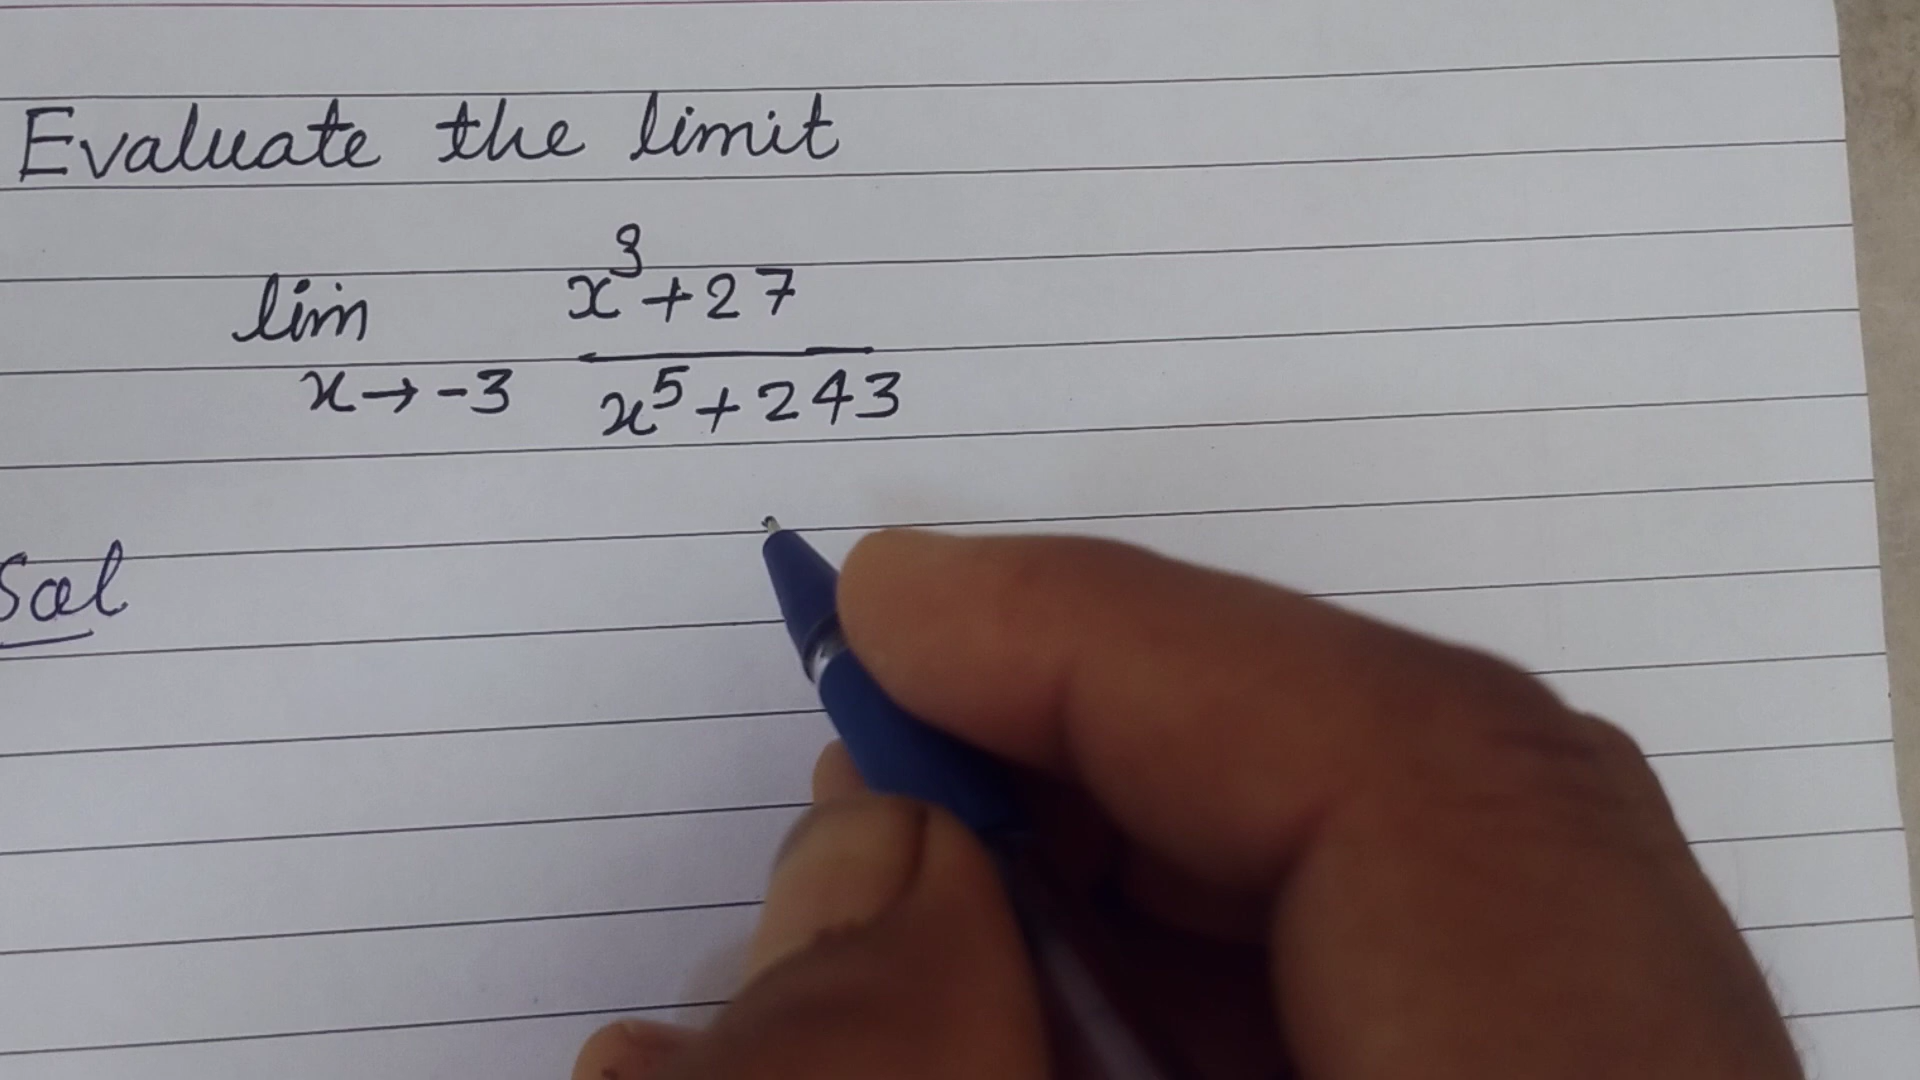 Evaluate the limit
lim x→-3 x³+27 / x⁵+243
Sol